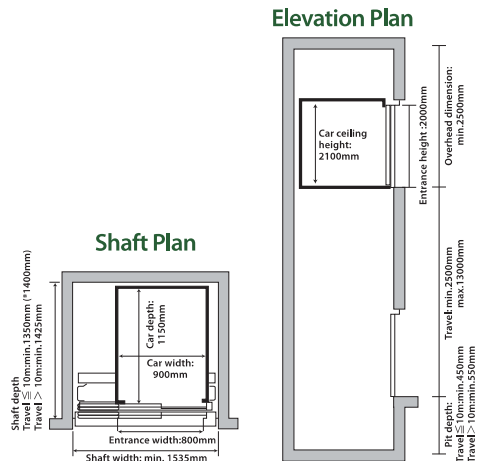 Elevation Plan
Car ceiling
height:
2100mm
Entrance height :2000mm
Overhead dimension:
min.2500mm
Travel:min.2500mm
max.13000mm
Pit depth:
Travel≦10m:min.450mm
Travel＞10m:min.550mm
Shaft Plan
Shaft depth
Travel ≦ 10m:min.1350mm (*1400mm)
Travel ＞ 10m:min.1425mm
Car depth:
1150mm
Car width:
900mm
Entrance width:800mm
Shaft width: min. 1535mm